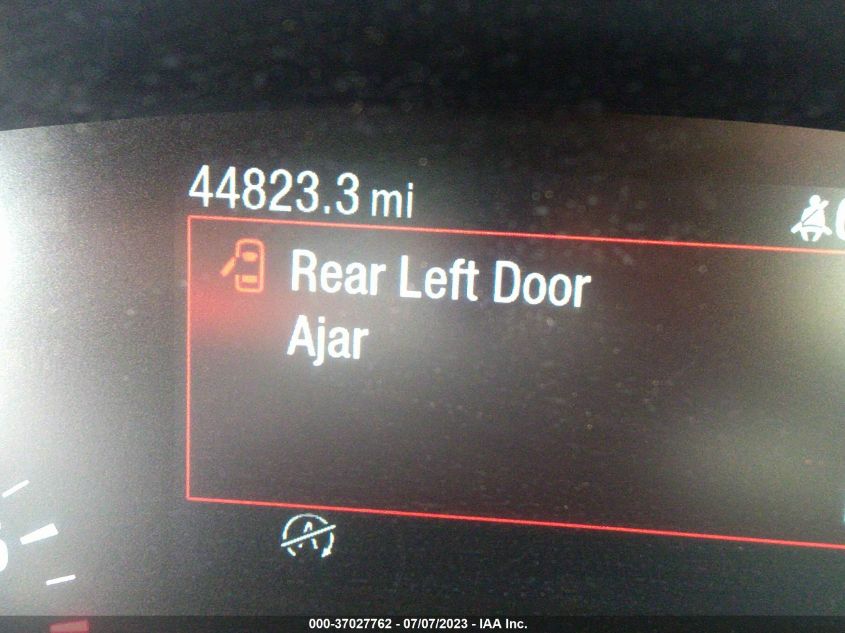 44823.3 mi
Rear Left Door
Ajar
000-37027762 - 07/07/2023 - IAA Inc.